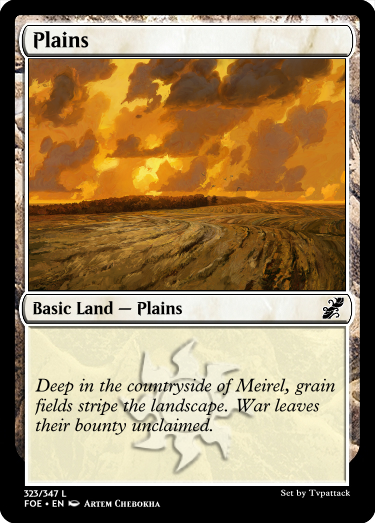 Plains
Basic Land — Plains
Deep in the countryside of Meirel, grain
fields stripe the landscape. War leaves
their bounty unclaimed.
323/347 L
Set by Tvpattack
FOE • EN Artem Chebokha